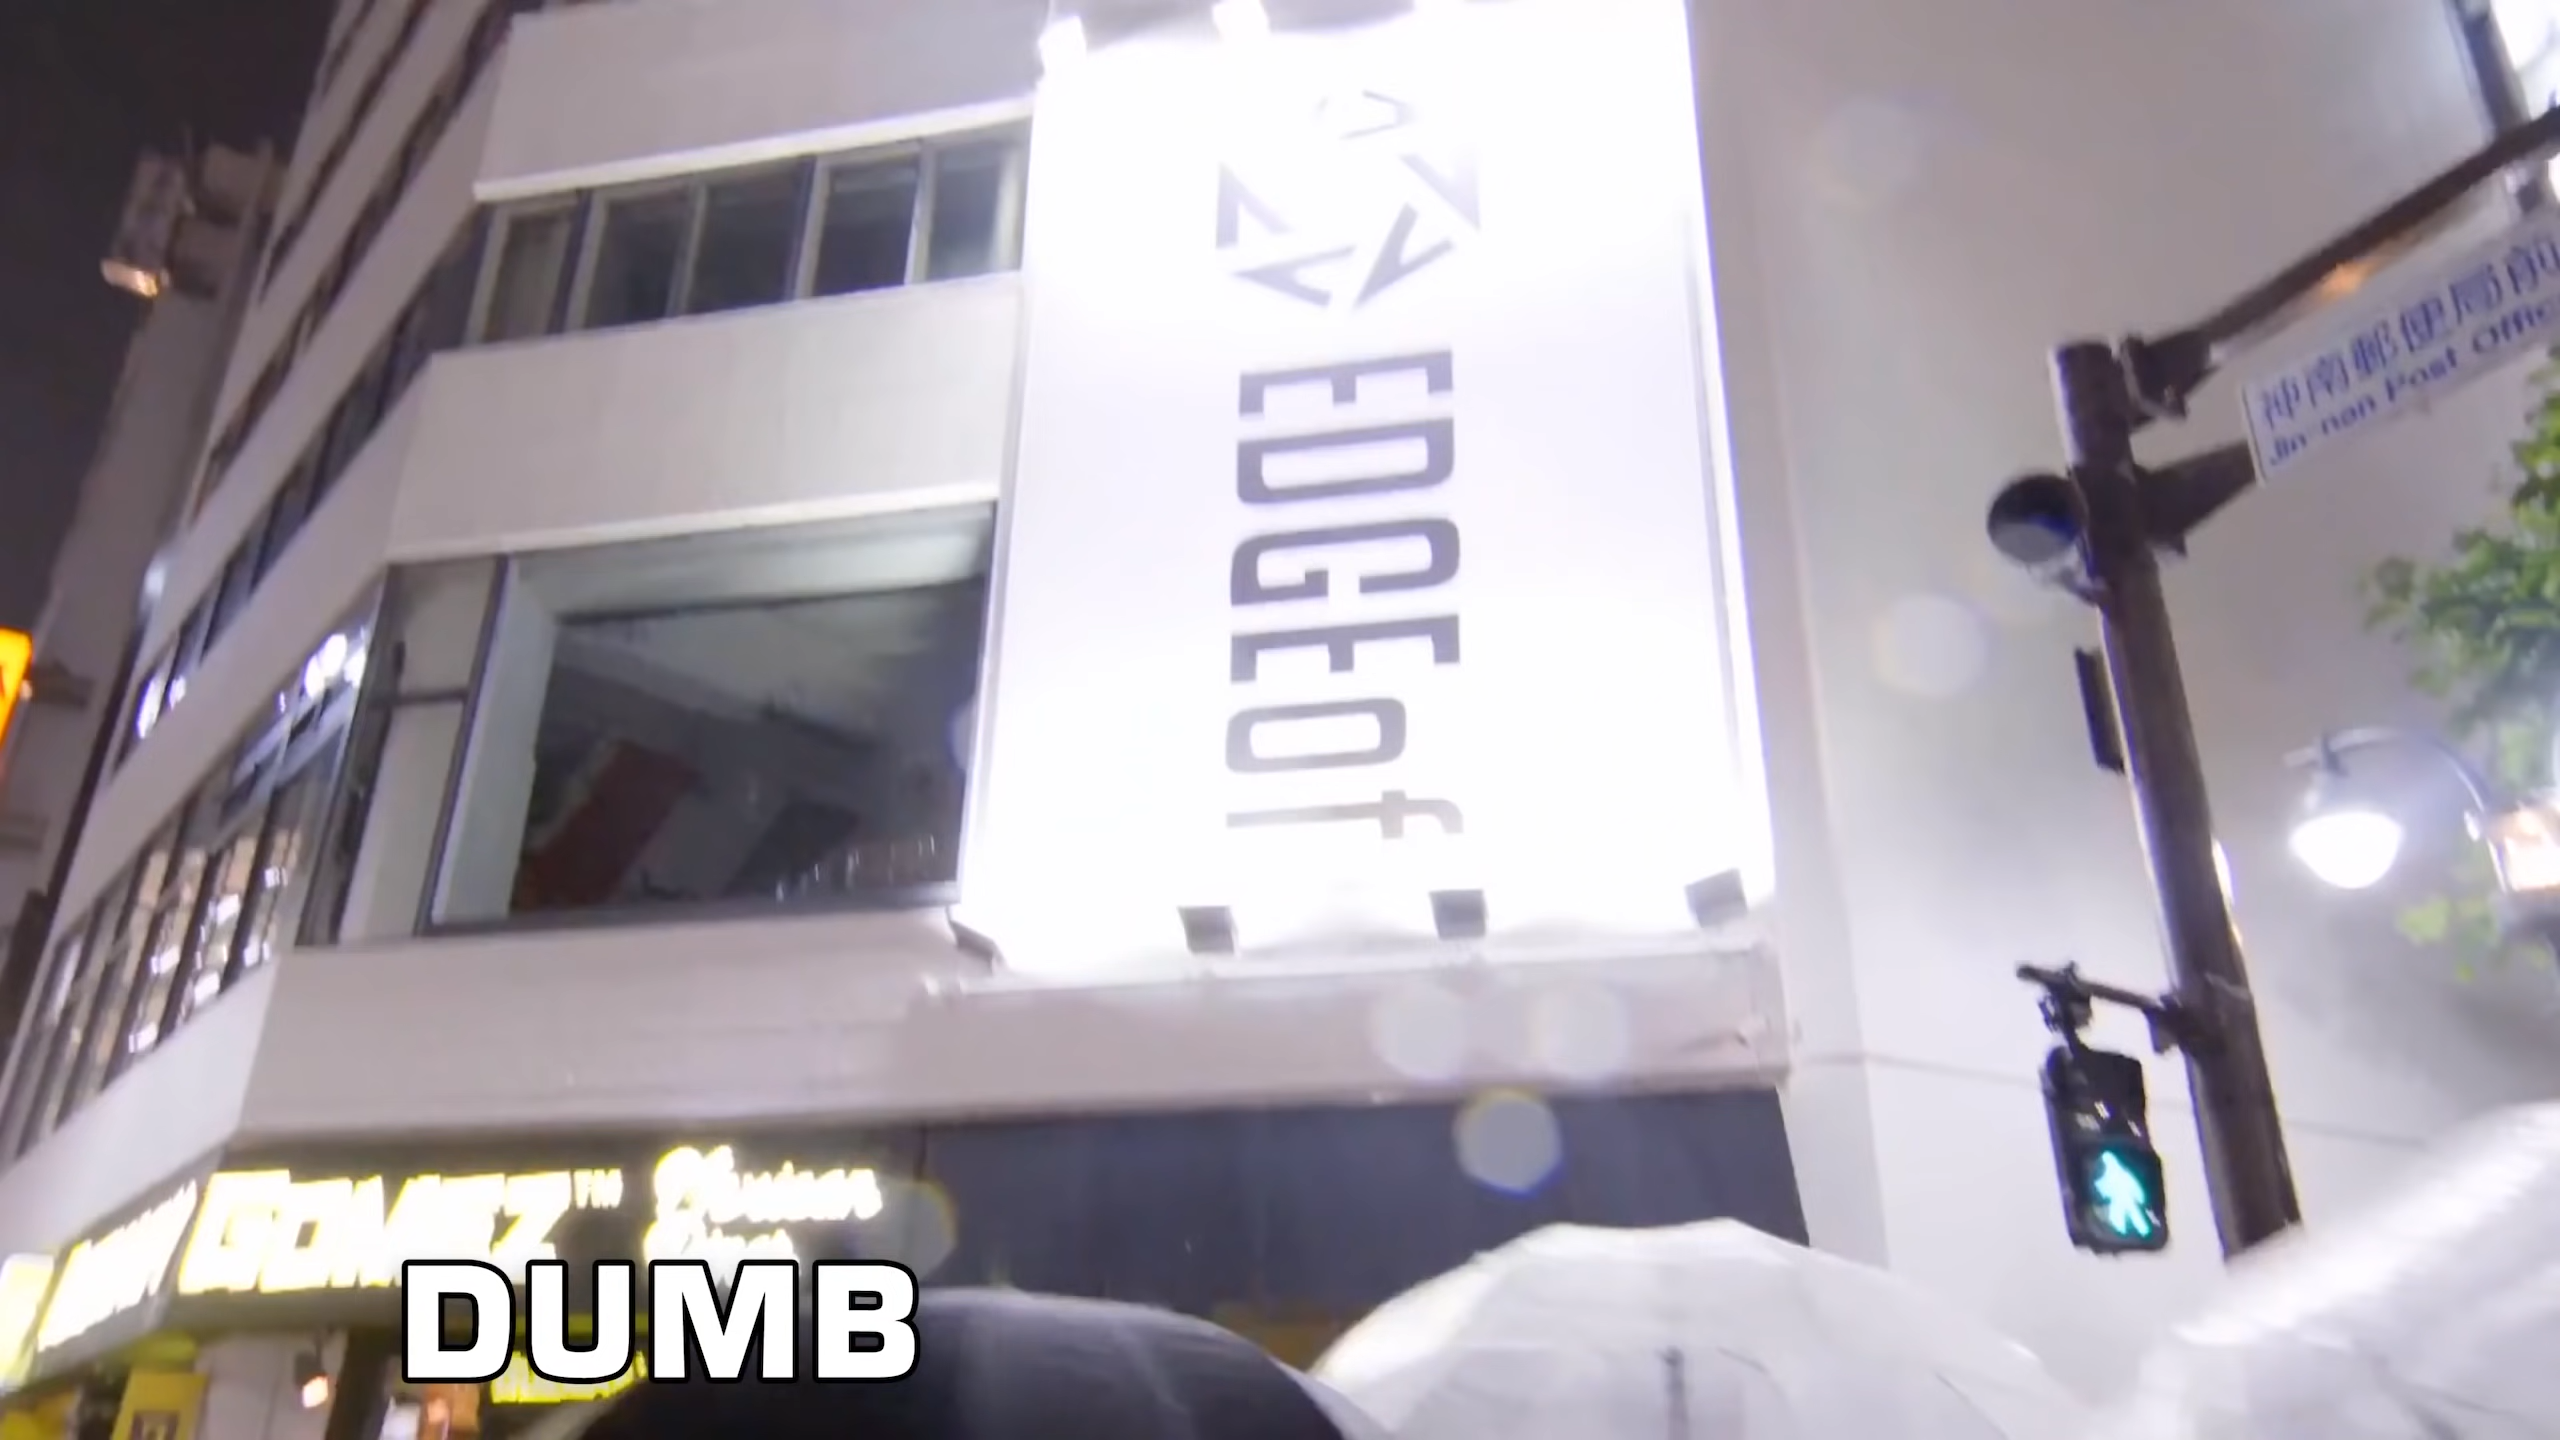 EDGEof
神南郵便局前
Jin-nan Post Offic
GOMEZ™
DUMB